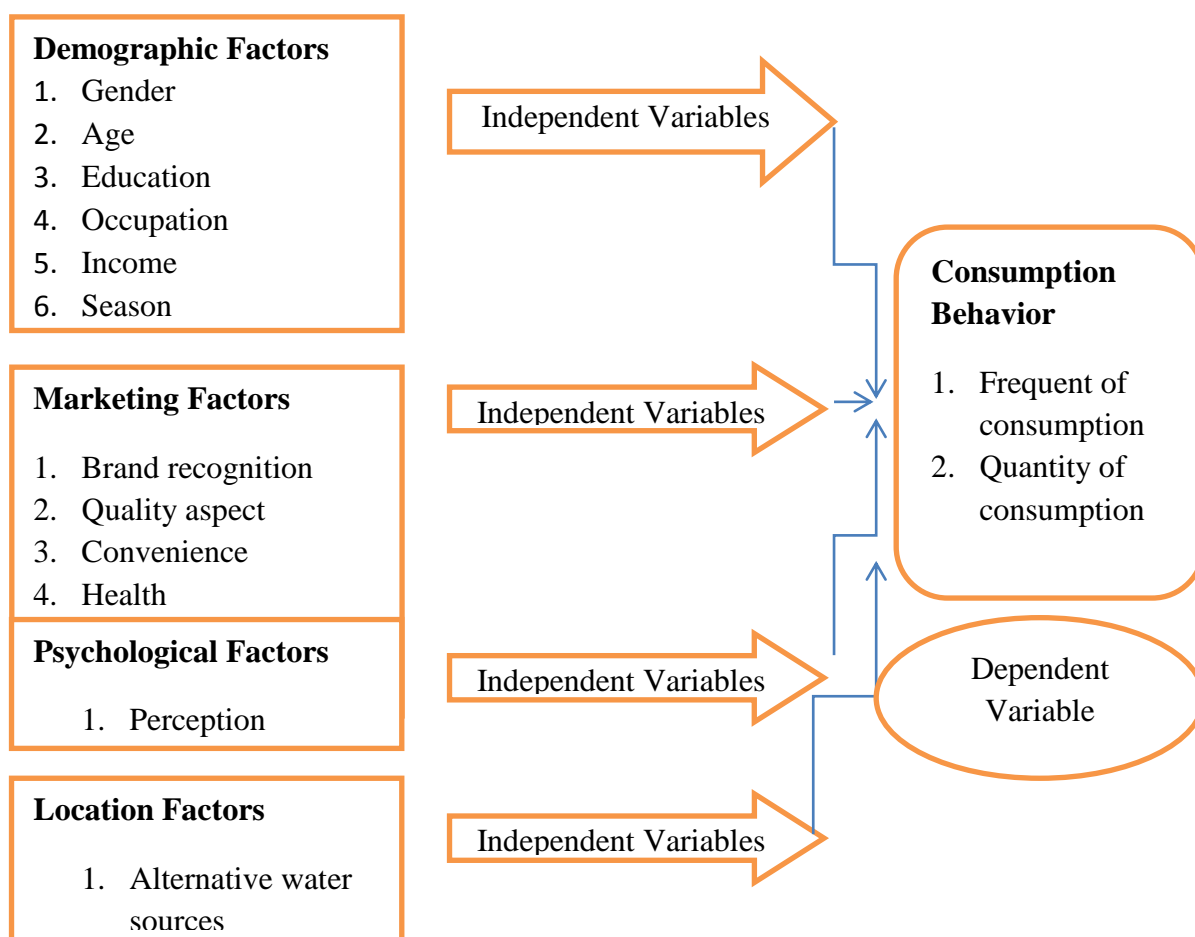 Demographic Factors
1. Gender
2. Age
3. Education
4. Occupation
5. Income
6. Season
Independent Variables
Marketing Factors
1. Brand recognition
2. Quality aspect
3. Convenience
4. Health
Independent Variables
Psychological Factors
1. Perception
Independent Variables
Location Factors
1. Alternative water
sources
Independent Variables
Consumption
Behavior
1. Frequent of
consumption
2. Quantity of
consumption
Dependent
Variable